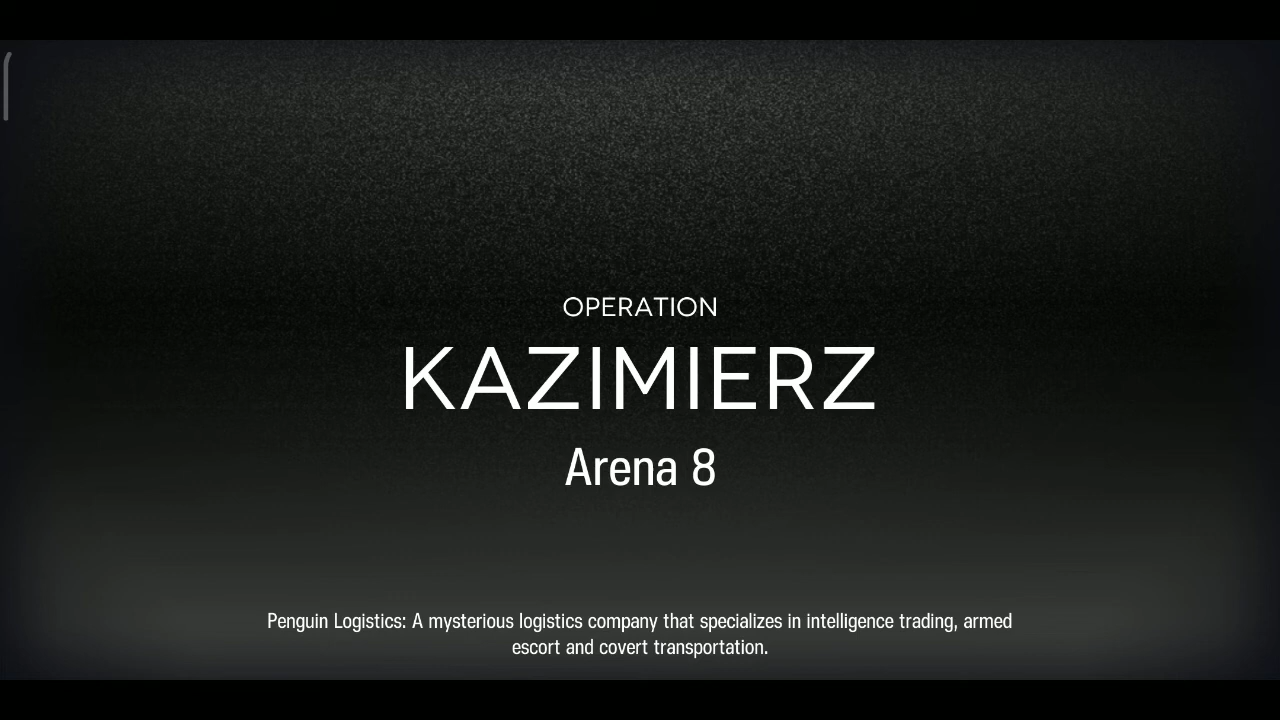 OPERATION
KAZIMIERZ
Arena 8
Penguin Logistics: A mysterious logistics company that specializes in intelligence trading, armed
escort and covert transportation.